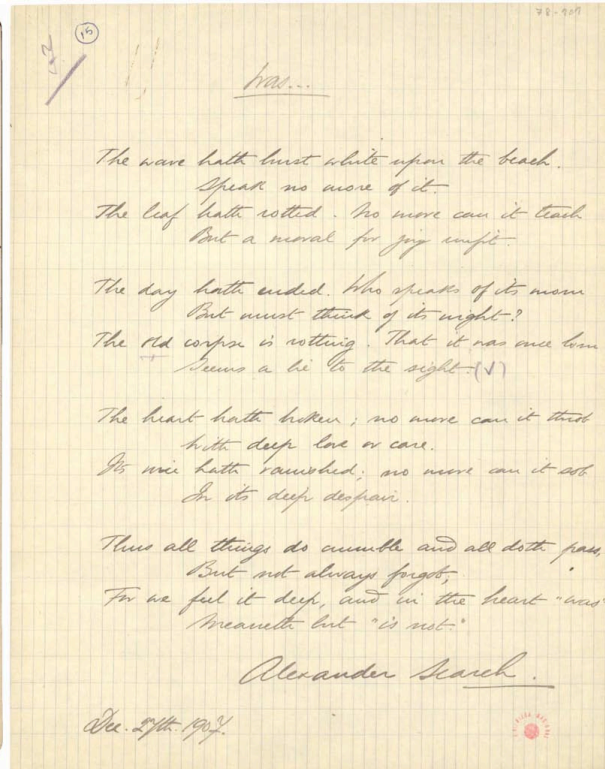 15
78-107
Was...
The wave hath burst white upon the beach.
Speak no more of it.
The leaf hath rotted. No more can it teach
But a moral for joy unfit.
The day hath ended. Who speaks of its morn
But must think of its night?
The old corpse is rotting. That it was once born
Seems a lie to the sight. (√)
The heart hath broken; no more can it throb
With deep love or care.
Its voice hath vanished; no more can it sob
In its deep despair.
Thus all things do crumble and all doth pass,
But not always forgot,
For we feel it deep, and in the heart "was"
Meaneth but "is not."
Alexander Search.
Dec. 27th. 1907.